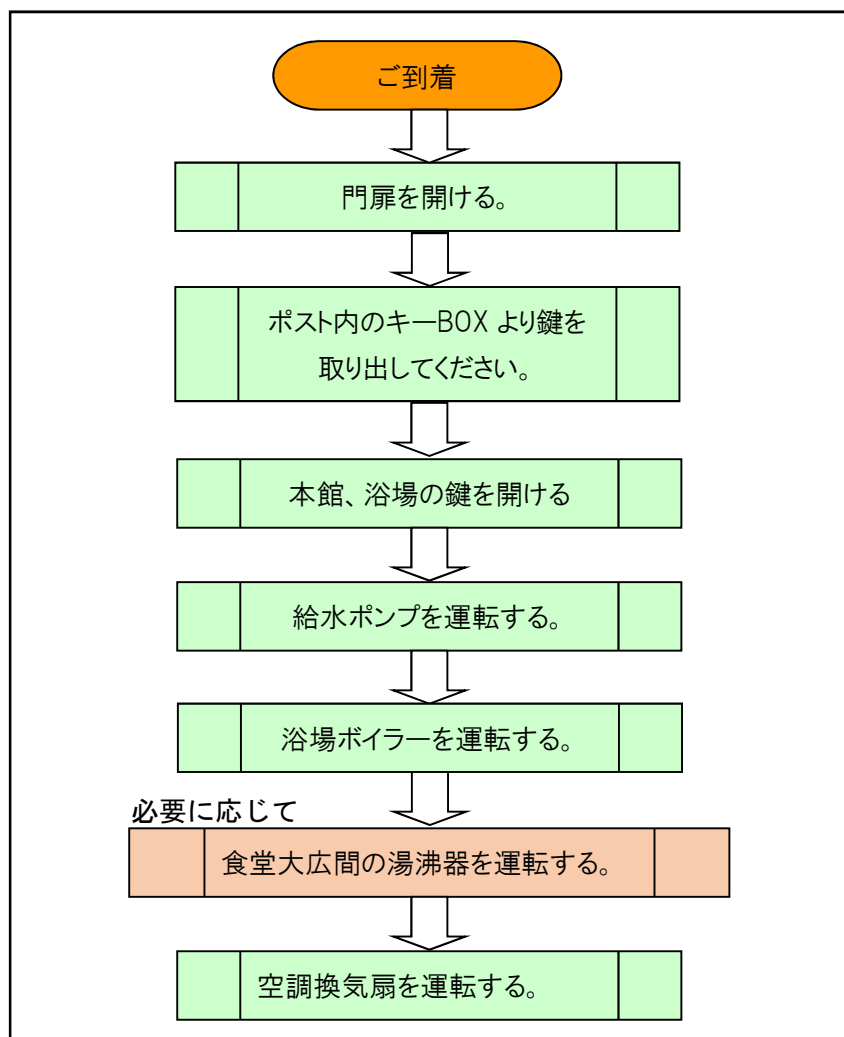 ご到着
門扉を開ける。
ポスト内のキーBOX より鍵を
取り出してください。
本館、浴場の鍵を開ける
給水ポンプを運転する。
浴場ボイラーを運転する。
必要に応じて
食堂大広間の湯沸器を運転する。
空調換気扇を運転する。